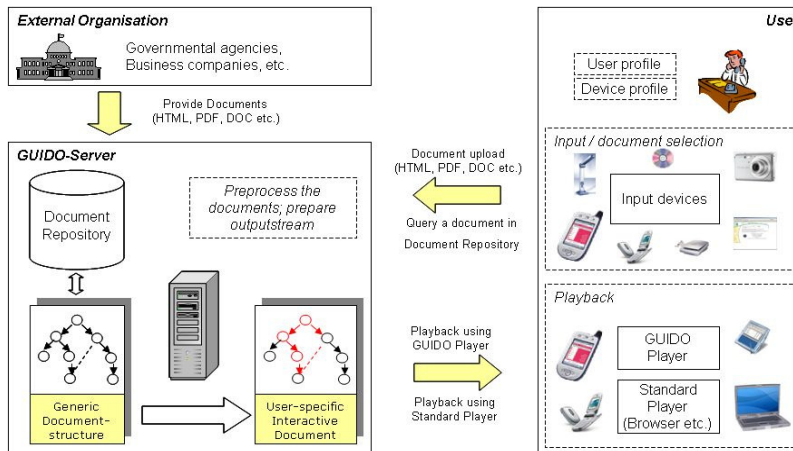 External Organisation
Governmental agencies,
Business companies, etc.
Provide Documents
(HTML, PDF, DOC etc.)
GUIDO-Server
Document
Repository
Preprocess the
documents; prepare
outputstream
Generic
Document-
structure
User-specific
Interactive
Document
Document upload
(HTML, PDF, DOC etc.)
Query a document in
Document Repository
Playback using
GUIDO Player
Playback using
Standard Player
Use
User profile
Device profile
Input / document selection
Input devices
Playback
GUIDO
Player
Standard
Player
(Browser etc.)